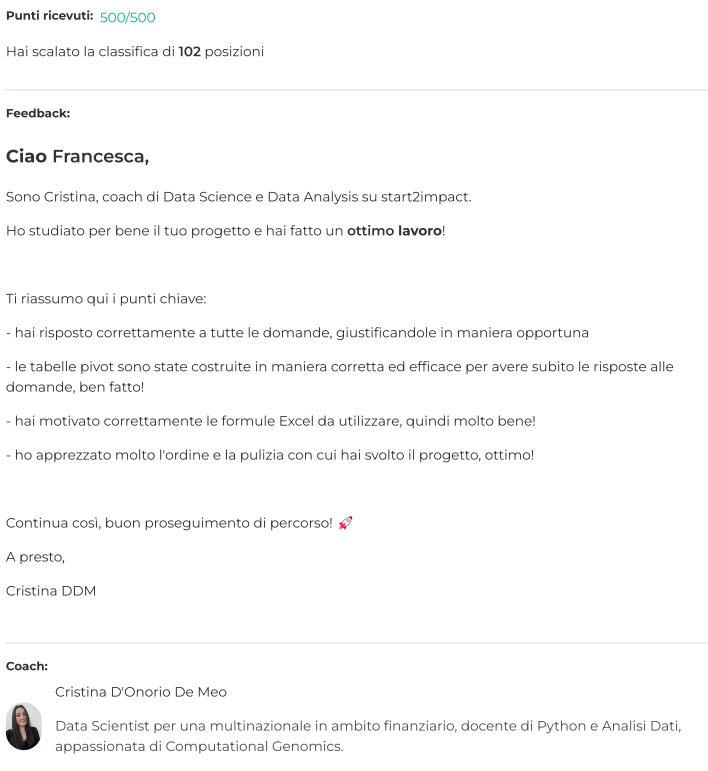 Punti ricevuti: 500/500
Hai scalato la classifica di 102 posizioni
Feedback:
Ciao Francesca,
Sono Cristina, coach di Data Science e Data Analysis su start2impact.
Ho studiato per bene il tuo progetto e hai fatto un ottimo lavoro!
Ti riassumo qui i punti chiave:
- hai risposto correttamente a tutte le domande, giustificandole in maniera opportuna
- le tabelle pivot sono state costruite in maniera corretta ed efficace per avere subito le risposte alle
domande, ben fatto!
- hai motivato correttamente le formule Excel da utilizzare, quindi molto bene!
- ho apprezzato molto l'ordine e la pulizia con cui hai svolto il progetto, ottimo!
Continua così, buon proseguimento di percorso! 🚀
A presto,
Cristina DDM
Coach:
Cristina D'Onorio De Meo
Data Scientist per una multinazionale in ambito finanziario, docente di Python e Analisi Dati,
appassionata di Computational Genomics.